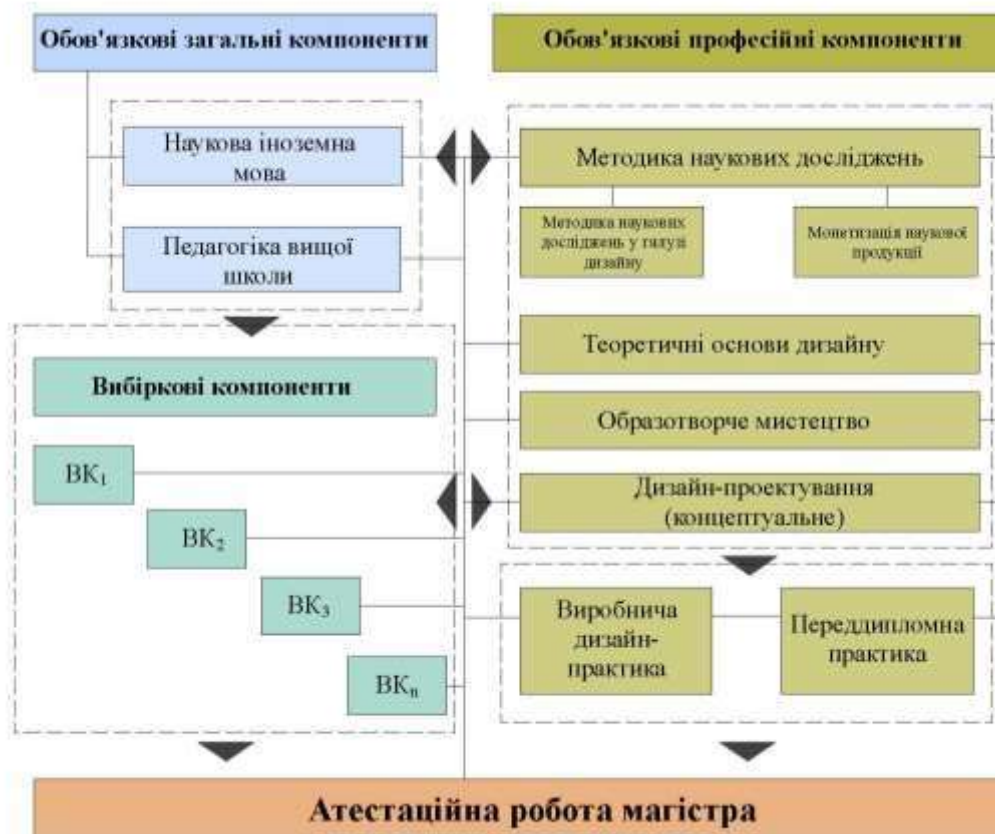 Обов'язкові загальні компоненти
Наукова іноземна
мова
Педагогіка вищої
школи
Вибіркові компоненти
ВК₁
ВК₂
ВК₃
ВКₙ
Обов'язкові професійні компоненти
Методика наукових досліджень
Методика наукових
досліджень у галузі
дизайну
Монетизація наукової
продукції
Теоретичні основи дизайну
Образотворче мистецтво
Дизайн-проектування
(концептуальне)
Виробнича
дизайн-
практика
Переддипломна
практика
Атестаційна робота магістра